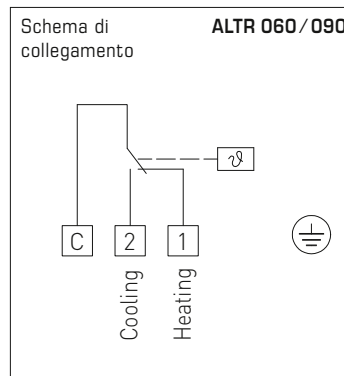 Schema di
collegamento
ALTR 060/090
ϑ
C
2
1
Cooling
Heating